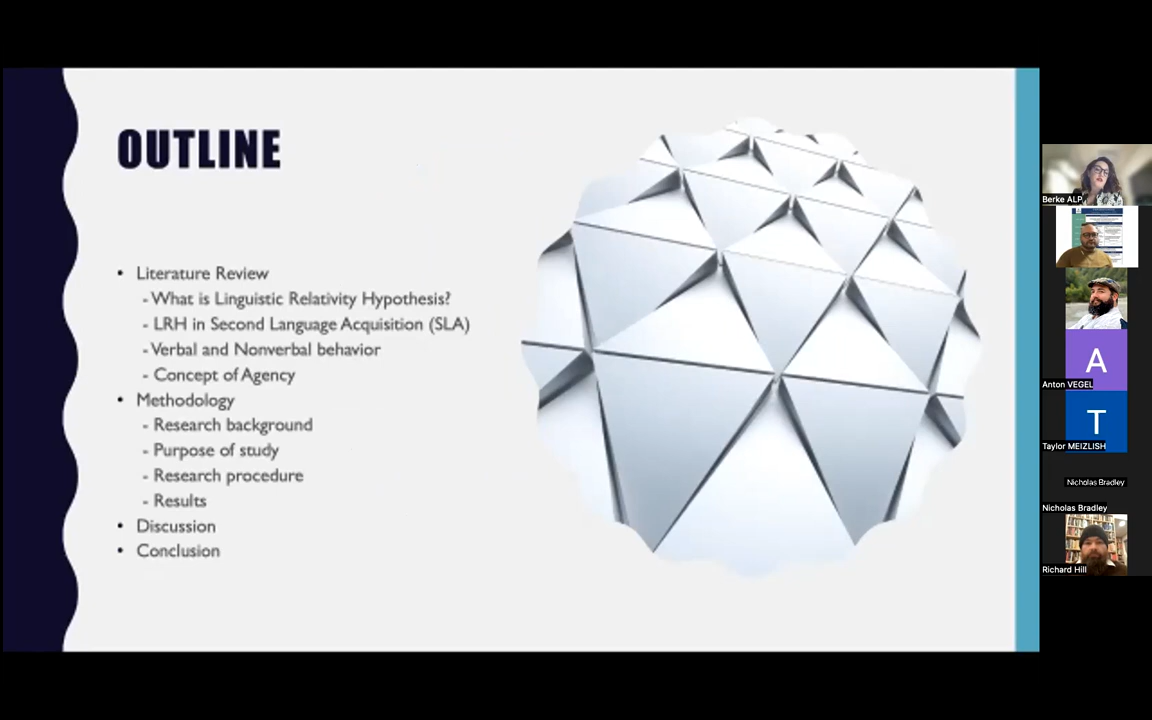 OUTLINE
• Literature Review
- What is Linguistic Relativity Hypothesis?
- LRH in Second Language Acquisition (SLA)
- Verbal and Nonverbal behavior
- Concept of Agency
• Methodology
- Research background
- Purpose of study
- Research procedure
- Results
• Discussion
• Conclusion
Berke ALP
A
Anton VEGEL
T
Taylor MEIZLISH
Nicholas Bradley
Nicholas Bradley
Richard Hill